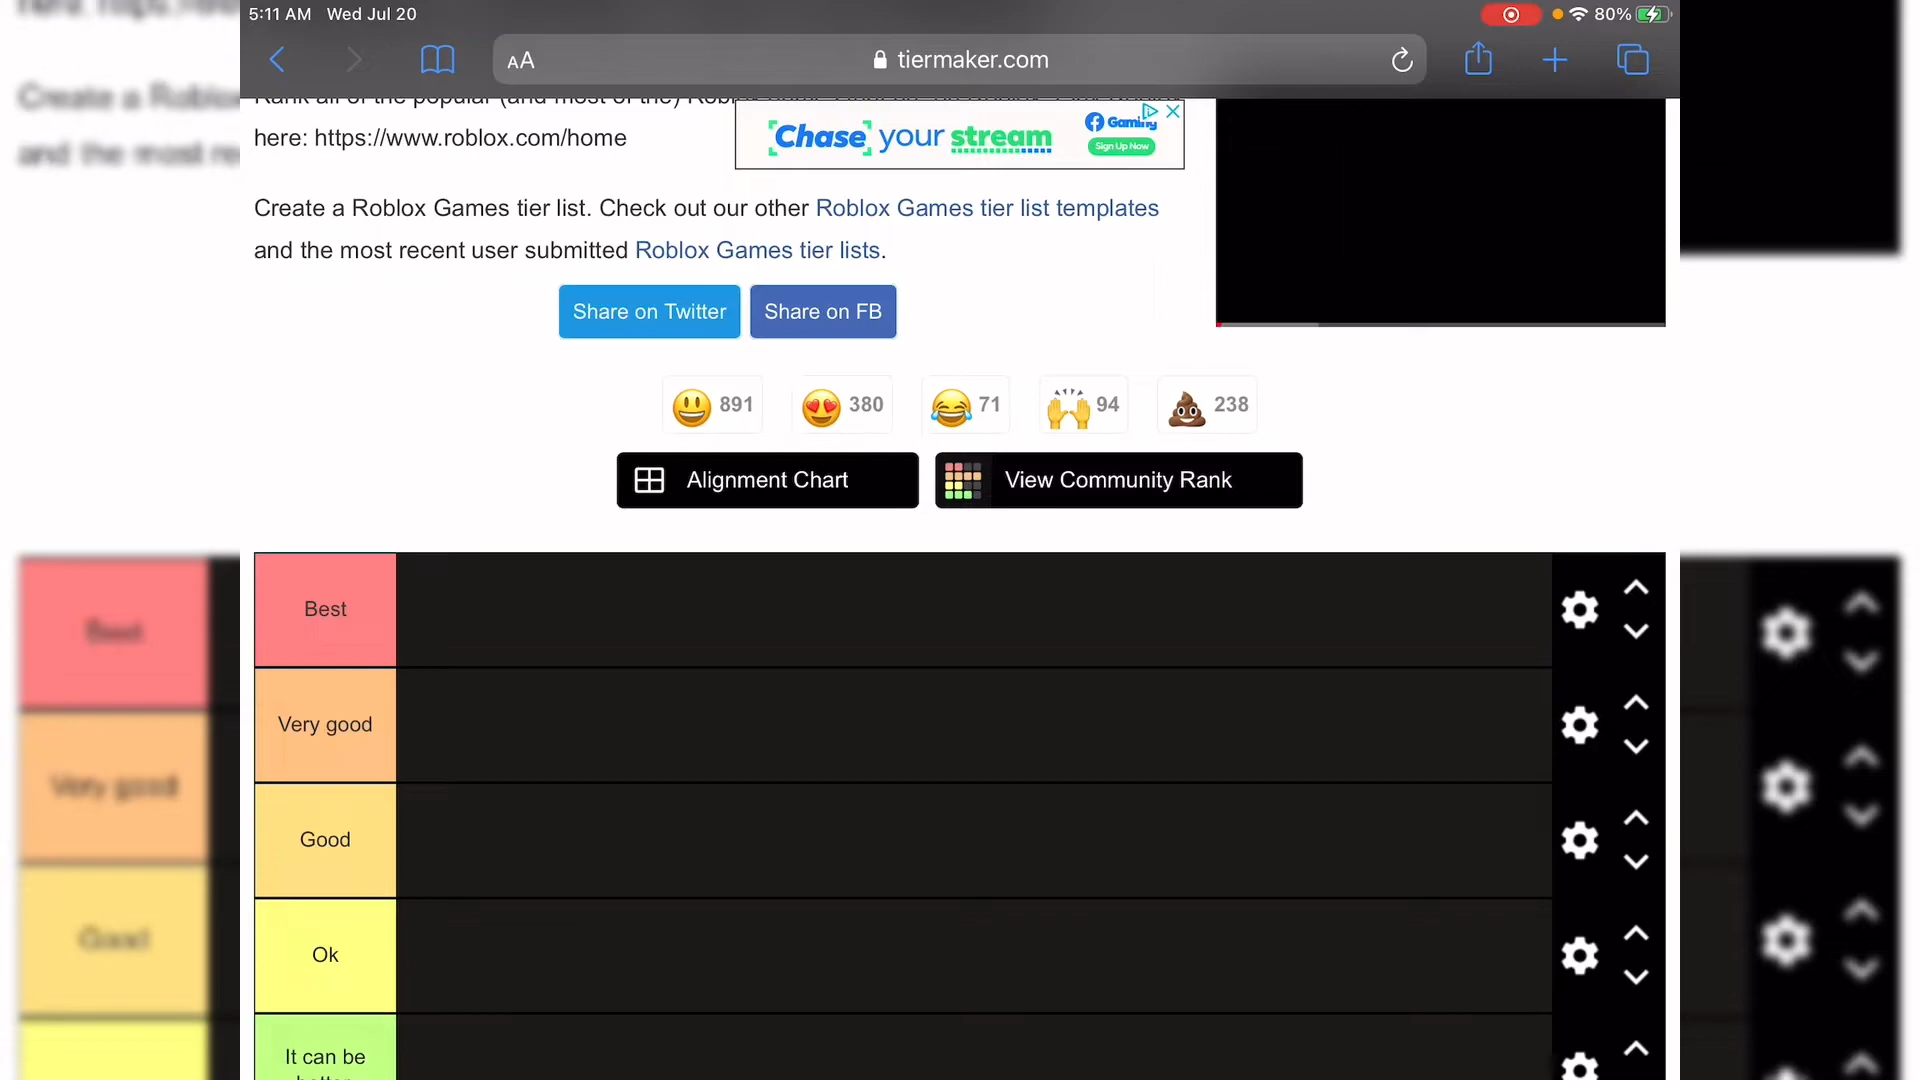 5:11 AM Wed Jul 20
80%
AA
tiermaker.com
here: https://www.roblox.com/home
Chase your stream
Gaming
Sign Up Now
Create a Roblox Games tier list. Check out our other Roblox Games tier list templates
and the most recent user submitted Roblox Games tier lists.
Share on Twitter
Share on FB
891
380
71
94
238
Alignment Chart
View Community Rank
Best
Very good
Good
Ok
It can be